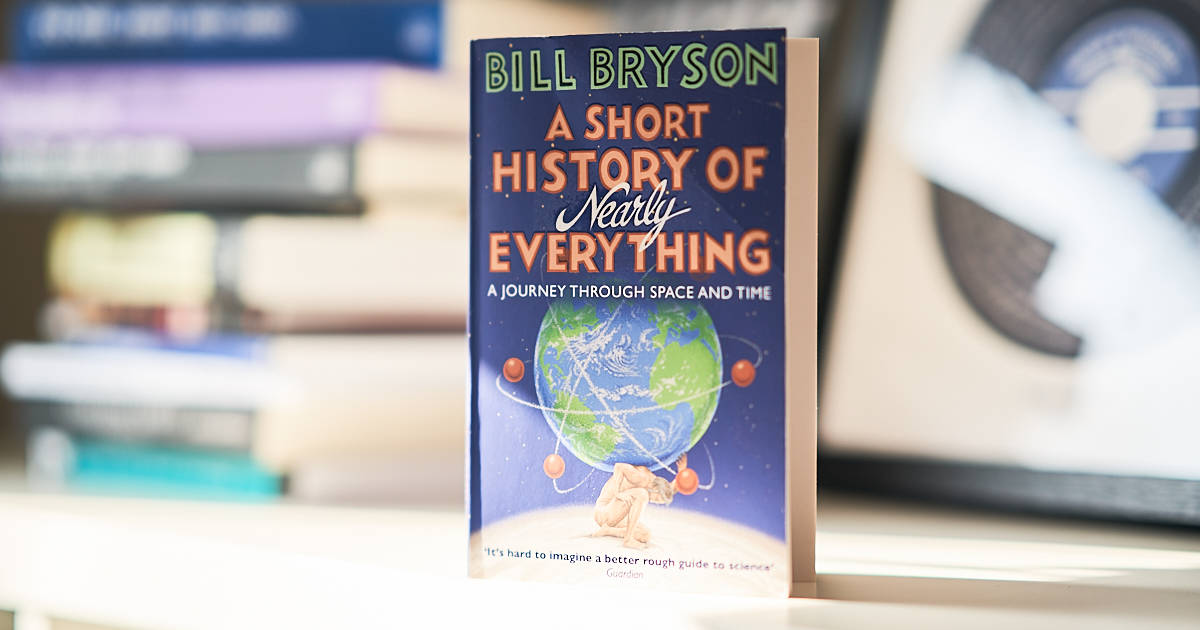 BILL BRYSON
A SHORT
HISTORY OF
Nearly
EVERYTHING
A JOURNEY THROUGH SPACE AND TIME
'It's hard to imagine a better rough guide to science'
Guardian